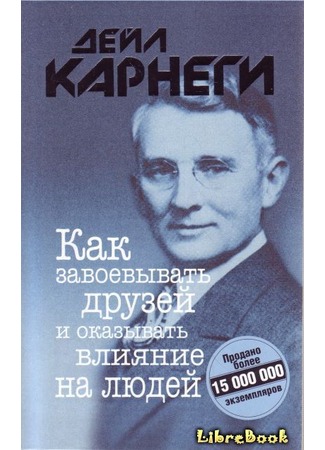 ДЕЙЛ
КАРНЕГИ
Как
завоевывать
друзей
и оказывать
влияние
на людей
Продано
более
15 000 000
экземпляров
LibreBook